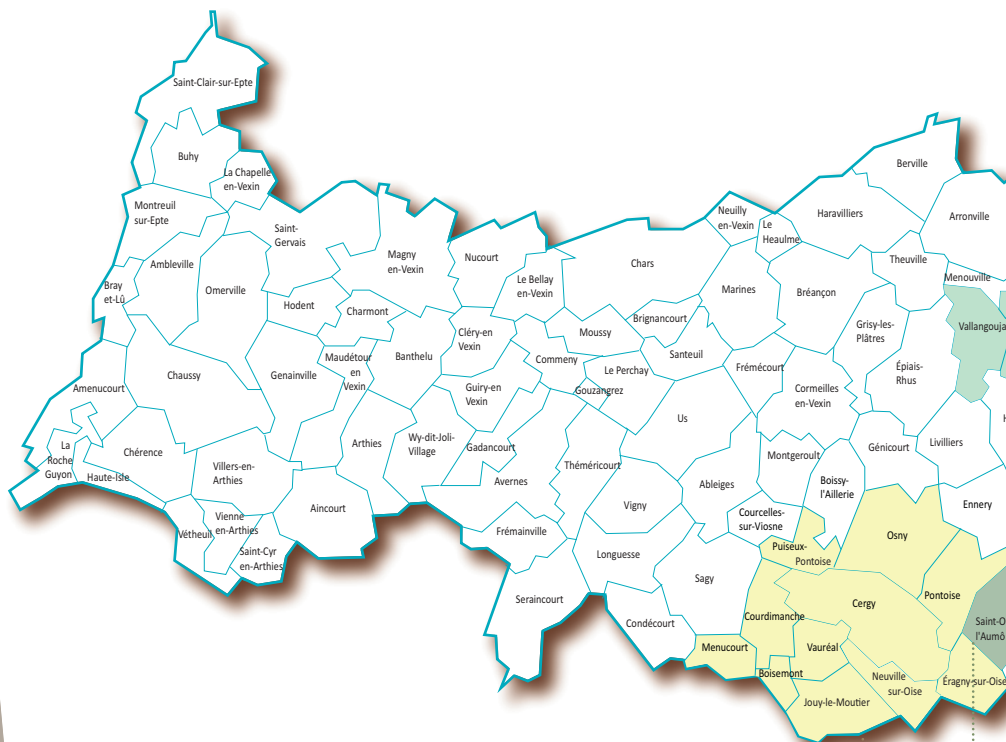 Saint-Clair-sur-Epte
Buhy
La Chapelle
en-Vexin
Montreuil
sur-Epte
Saint-
Gervais
Ambleville
Omerville
Bray
et-Lû
Hodent
Charmont
Magny
en-Vexin
Nucourt
Le Bellay
en-Vexin
Chars
Neuilly
en-Vexin
Le
Heaulme
Haravilliers
Berville
Arronville
Theuville
Menouville
Vallangouja
Marines
Bréançon
Grisy-les-
Plâtres
Épiais-
Rhus
Brignancourt
Moussy
Santeuil
Le Perchay
Gouzangrez
Commeny
Cléry-en
Vexin
Guiry-en
Vexin
Banthelu
Maudétour
en
Vexin
Genainville
Chaussy
Amenucourt
La
Roche
Guyon
Haute-Isle
Chérence
Villers-en-
Arthies
Vétheuil
Vienne
en-Arthies
Saint-Cyr
en-Arthies
Aincourt
Arthies
Wy-dit-Joli-
Village
Gadancourt
Avernes
Théméricourt
Frémainville
Seraincourt
Vigny
Longuesse
Condécourt
Us
Ableiges
Sagy
Frémécourt
Cormeilles
en-Vexin
Montgeroult
Boissy-
l'Aillerie
Courcelles-
sur-Viosne
Génicourt
Livilliers
H
Ennery
Osny
Puiseux-
Pontoise
Cergy
Pontoise
Courdimanche
Menucourt
Vauréal
Boisemont
Jouy-le-Moutier
Neuville
sur-Oise
Éragny-sur-Oise
Saint-O
l'Aumô